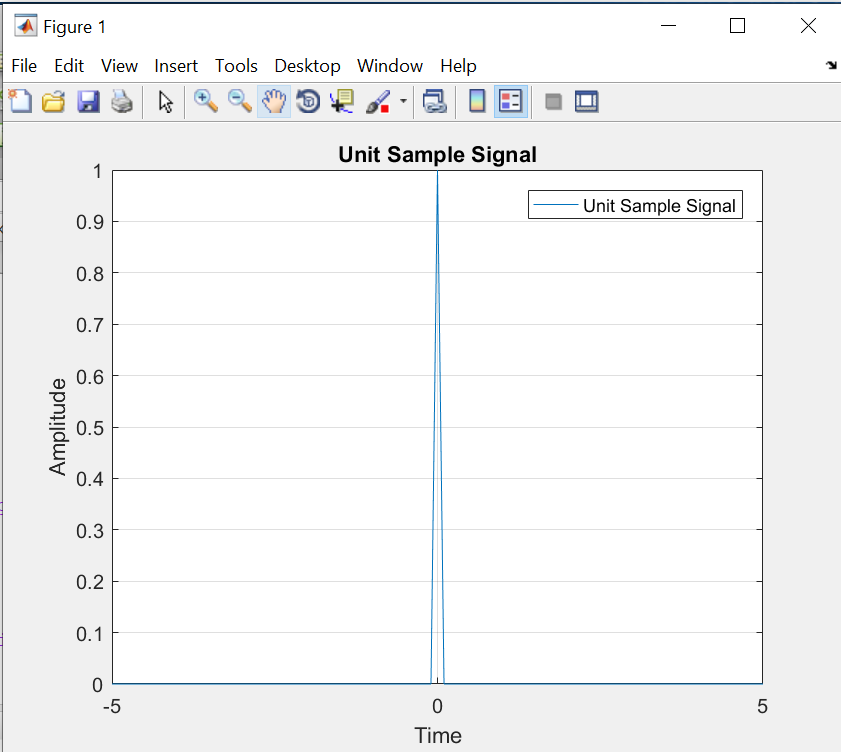 Figure 1
File Edit View Insert Tools Desktop Window Help
Unit Sample Signal
Unit Sample Signal
1
0.9
0.8
0.7
0.6
0.5
0.4
0.3
0.2
0.1
0
Amplitude
-5 0 5
Time